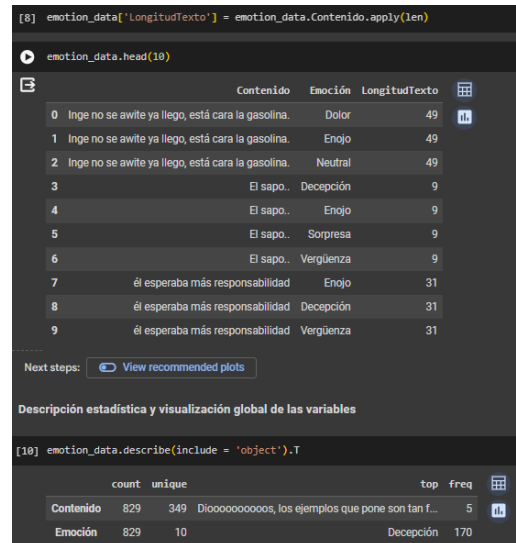 [8] emotion_data['LongitudTexto'] = emotion_data.Contenido.apply(len)
emotion_data.head(10)
Contenido Emoción LongitudTexto
0 Inge no se awite ya llego, está cara la gasolina. Dolor 49
1 Inge no se awite ya llego, está cara la gasolina. Enojo 49
2 Inge no se awite ya llego, está cara la gasolina. Neutral 49
3 El sapo.. Decepción 9
4 El sapo.. Enojo 9
5 El sapo.. Sorpresa 9
6 El sapo.. Vergüenza 9
7 él esperaba más responsabilidad Enojo 31
8 él esperaba más responsabilidad Decepción 31
9 él esperaba más responsabilidad Vergüenza 31
Next steps: View recommended plots
Descripción estadística y visualización global de las variables
[10] emotion_data.describe(include = 'object').T
count unique top freq
Contenido 829 349 Dioooooooooos, los ejemplos que pone son tan f... 5
Emoción 829 10 Decepción 170